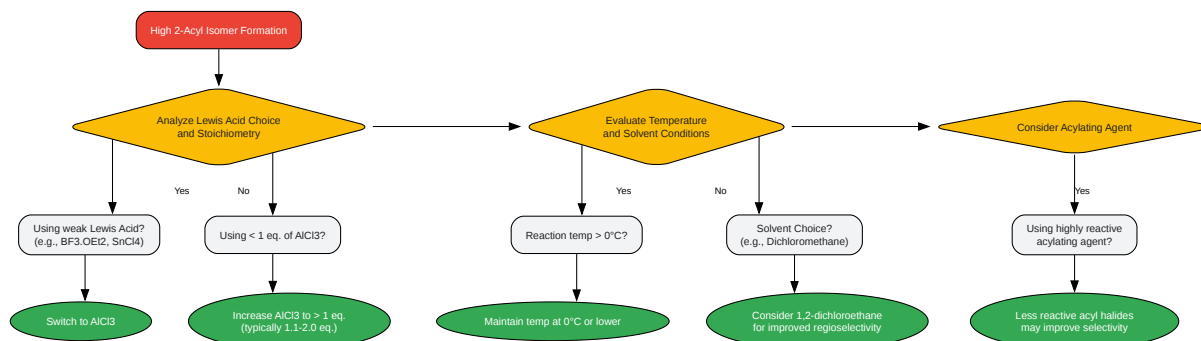 High 2-Acyl Isomer Formation
Analyze Lewis Acid Choice
and Stoichiometry
Evaluate Temperature
and Solvent Conditions
Consider Acylating Agent
Yes
No
Yes
No
Yes
Using weak Lewis Acid?
(e.g., BF3.OEt2, SnCl4)
Using < 1 eq. of AlCl3?
Reaction temp > 0°C?
Solvent Choice?
(e.g., Dichloromethane)
Using highly reactive
acylating agent?
Switch to AlCl3
Increase AlCl3 to > 1 eq.
(typically 1.1-2.0 eq.)
Maintain temp at 0°C or lower
Consider 1,2-dichloroethane
for improved regioselectivity
Less reactive acyl halides
may improve selectivity